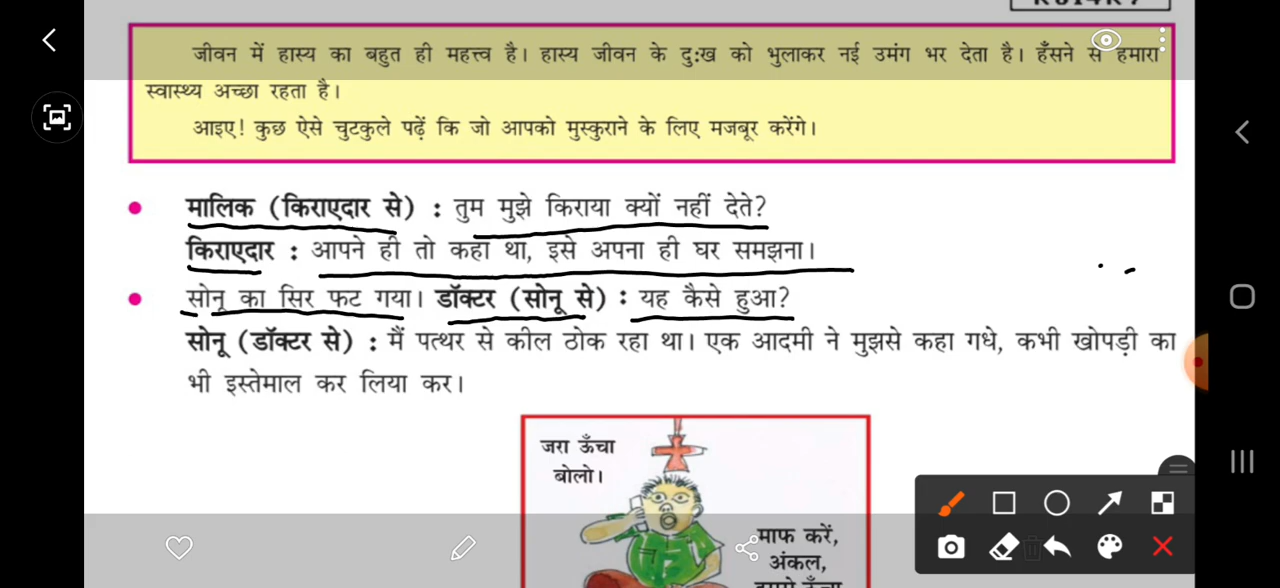 जीवन में हास्य का बहुत ही महत्त्व है। हास्य जीवन के दुःख को भुलाकर नई उमंग भर देता है। हँसने से हमारा
स्वास्थ्य अच्छा रहता है।
आइए! कुछ ऐसे चुटकुले पढ़ें कि जो आपको मुस्कुराने के लिए मजबूर करेंगे।
मालिक (किराएदार से) : तुम मुझे किराया क्यों नहीं देते?
किराएदार : आपने ही तो कहा था, इसे अपना ही घर समझना।
सोनू का सिर फट गया। डॉक्टर (सोनू से) : यह कैसे हुआ?
सोनू (डॉक्टर से) : मैं पत्थर से कील ठोक रहा था। एक आदमी ने मुझसे कहा गधे, कभी खोपड़ी का
भी इस्तेमाल कर लिया कर।
जरा ऊँचा
बोलो।
माफ करें,
अंकल,